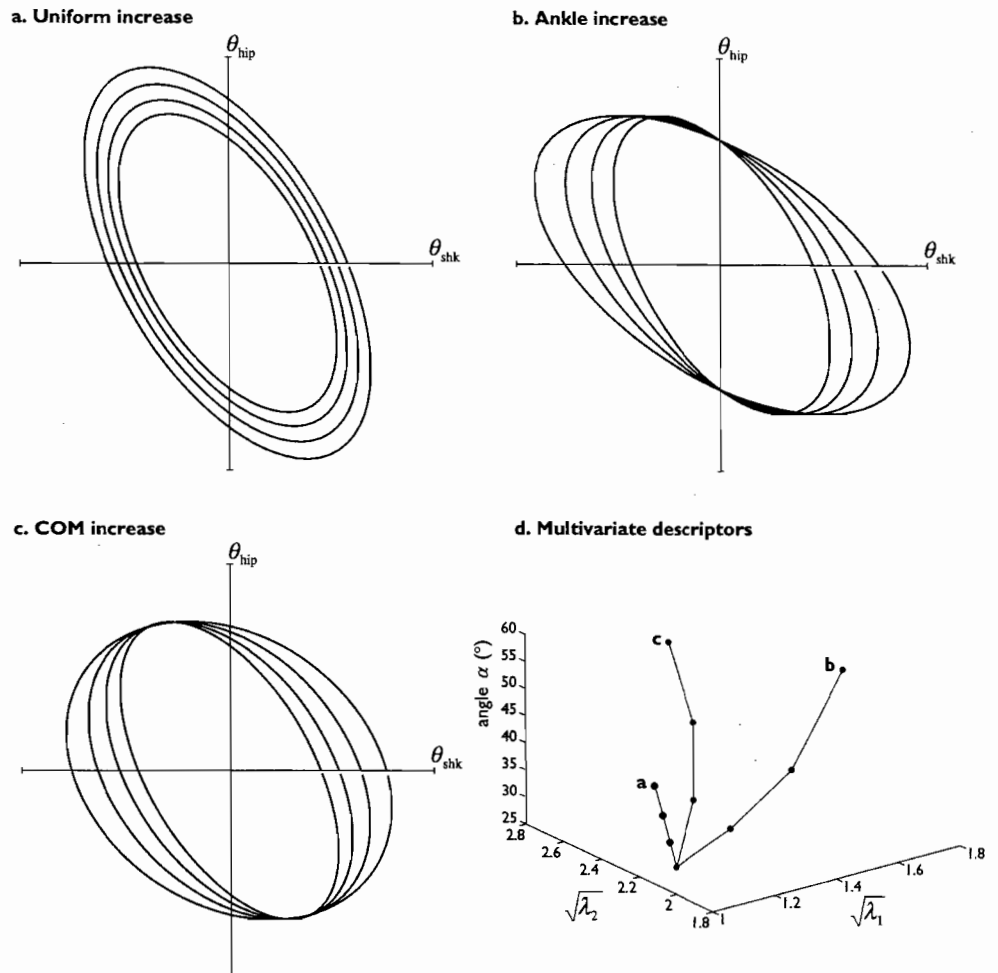 a. Uniform increase
θhip
θshk
b. Ankle increase
θhip
θshk
c. COM increase
θhip
θshk
d. Multivariate descriptors
angle α (°)
60
55
50
45
40
35
30
25
2.8
2.6
2.4
2.2
2
1.8
√λ2
1
1.2
1.4
1.6
1.8
√λ1
a
b
c